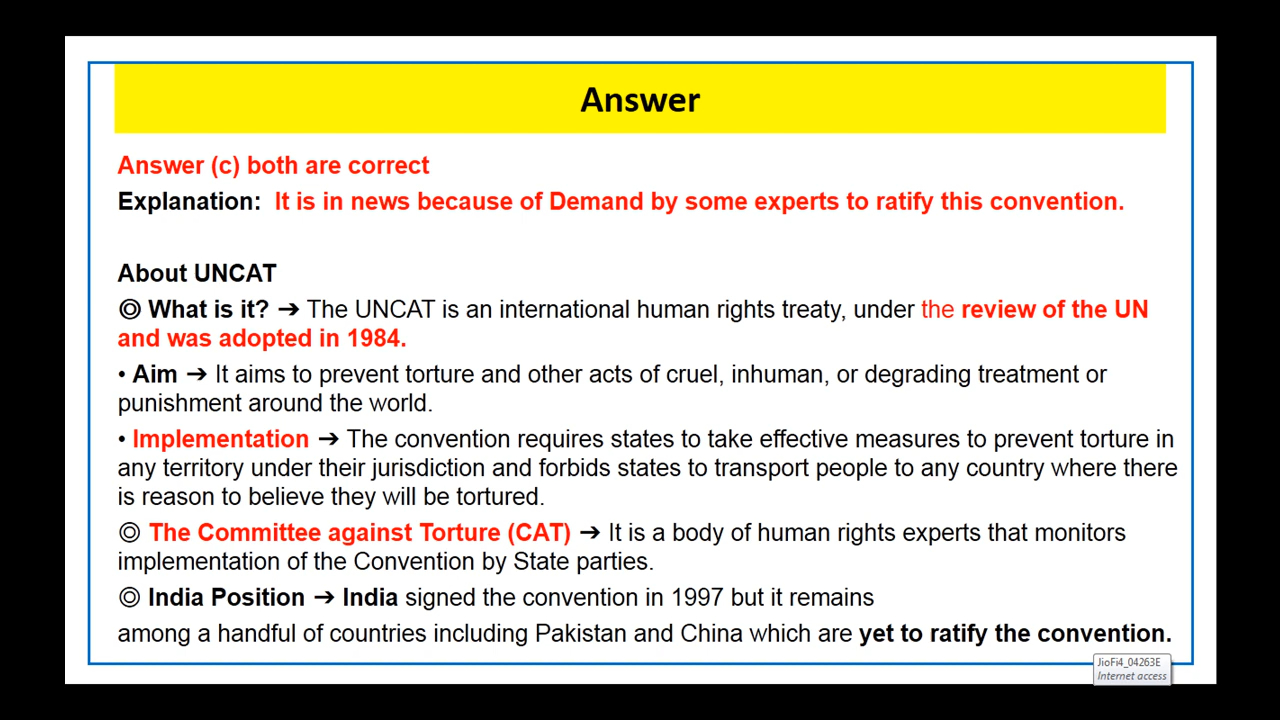 Answer
Answer (c) both are correct
Explanation: It is in news because of Demand by some experts to ratify this convention.
About UNCAT
◎ What is it? ➔ The UNCAT is an international human rights treaty, under the review of the UN
and was adopted in 1984.
• Aim ➔ It aims to prevent torture and other acts of cruel, inhuman, or degrading treatment or
punishment around the world.
• Implementation ➔ The convention requires states to take effective measures to prevent torture in
any territory under their jurisdiction and forbids states to transport people to any country where there
is reason to believe they will be tortured.
◎ The Committee against Torture (CAT) ➔ It is a body of human rights experts that monitors
implementation of the Convention by State parties.
◎ India Position ➔ India signed the convention in 1997 but it remains
among a handful of countries including Pakistan and China which are yet to ratify the convention.
JioFi4_04263E
Internet access